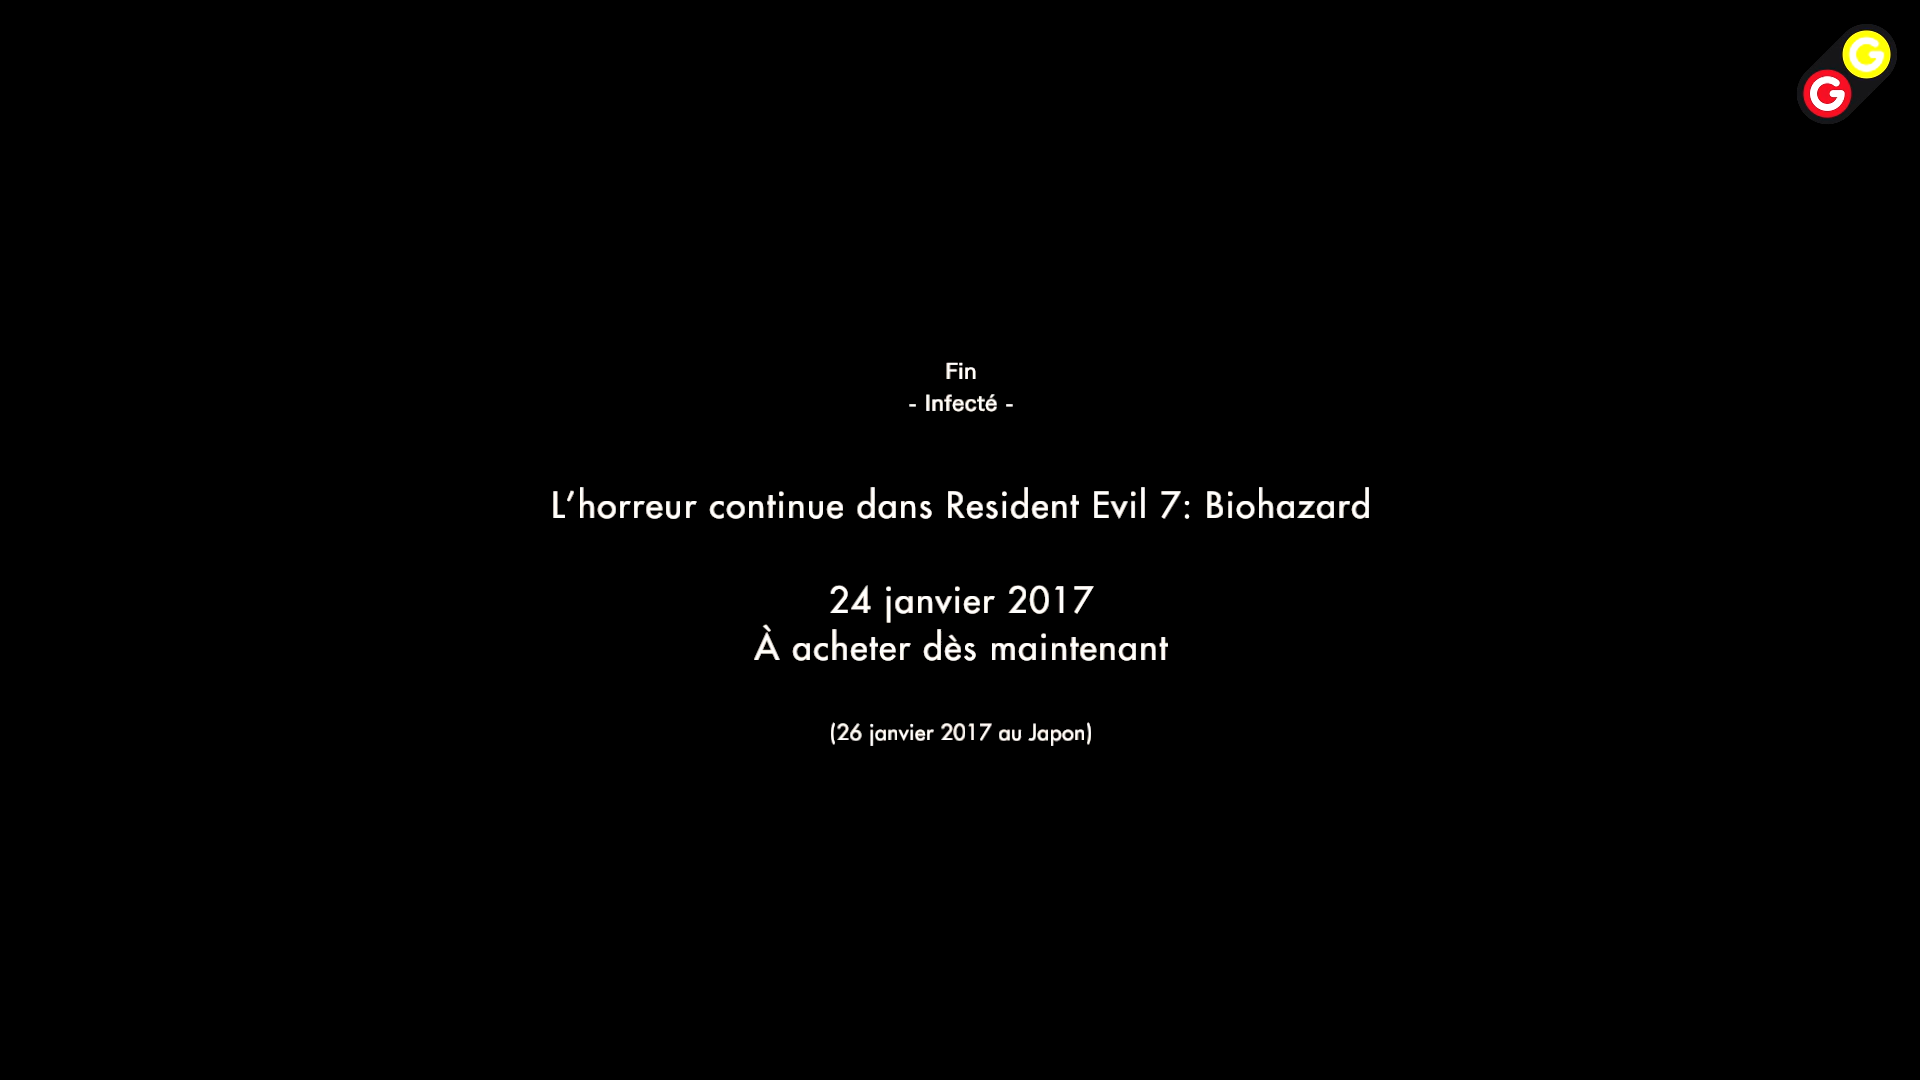 G
G
Fin
- Infecté -
L’horreur continue dans Resident Evil 7: Biohazard
24 janvier 2017
À acheter dès maintenant
(26 janvier 2017 au Japon)